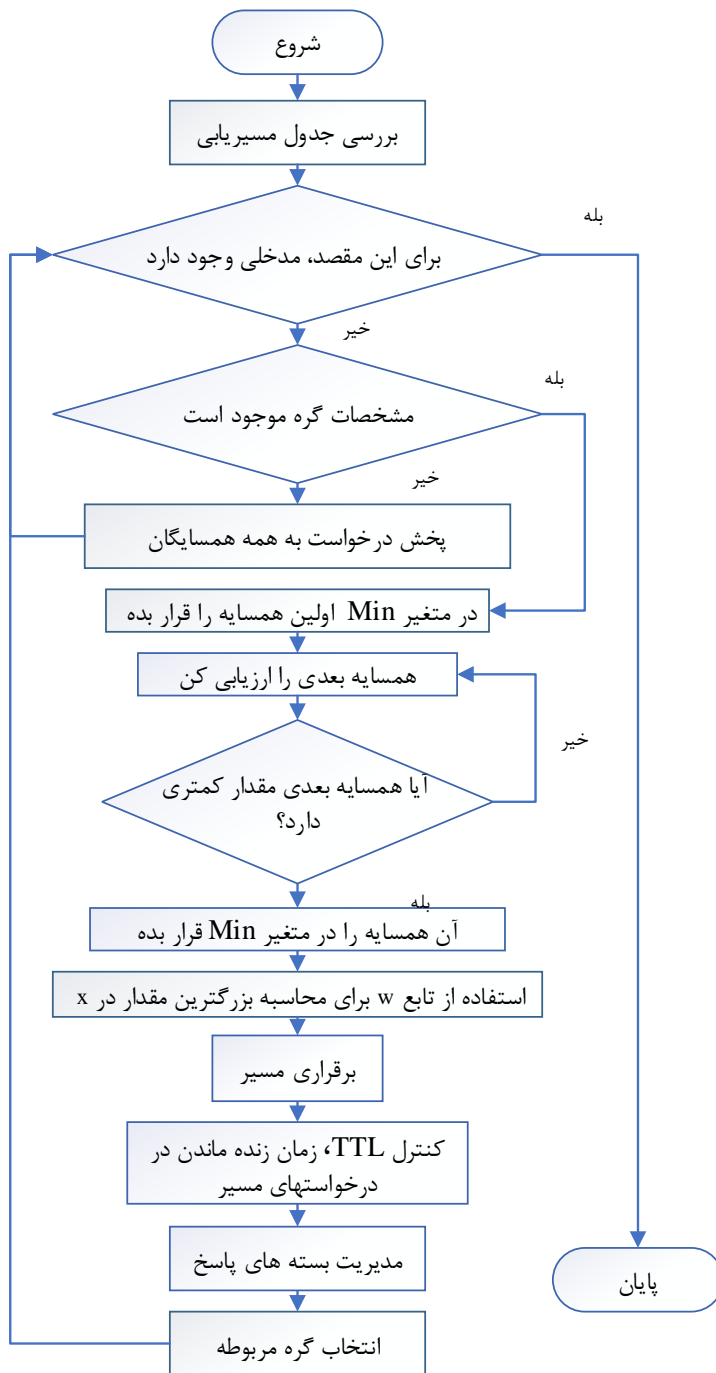 شروع
بررسی جدول مسیریابی
بله
برای این مقصد، مدخلی وجود دارد
خیر
بله
مشخصات گره موجود است
خیر
پخش درخواست به همه همسایگان
در متغیر Min اولین همسایه را قرار بده
همسایه بعدی را ارزیابی کن
خیر
آیا همسایه بعدی مقدار کمتری
دارد؟
بله
آن همسایه را در متغیر Min قرار بده
استفاده از تابع w برای محاسبه بزرگترین مقدار در x
برقراری مسیر
کنترل TTL، زمان زنده ماندن در
درخواستهای مسیر
مدیریت بسته های پاسخ
پایان
انتخاب گره مربوطه